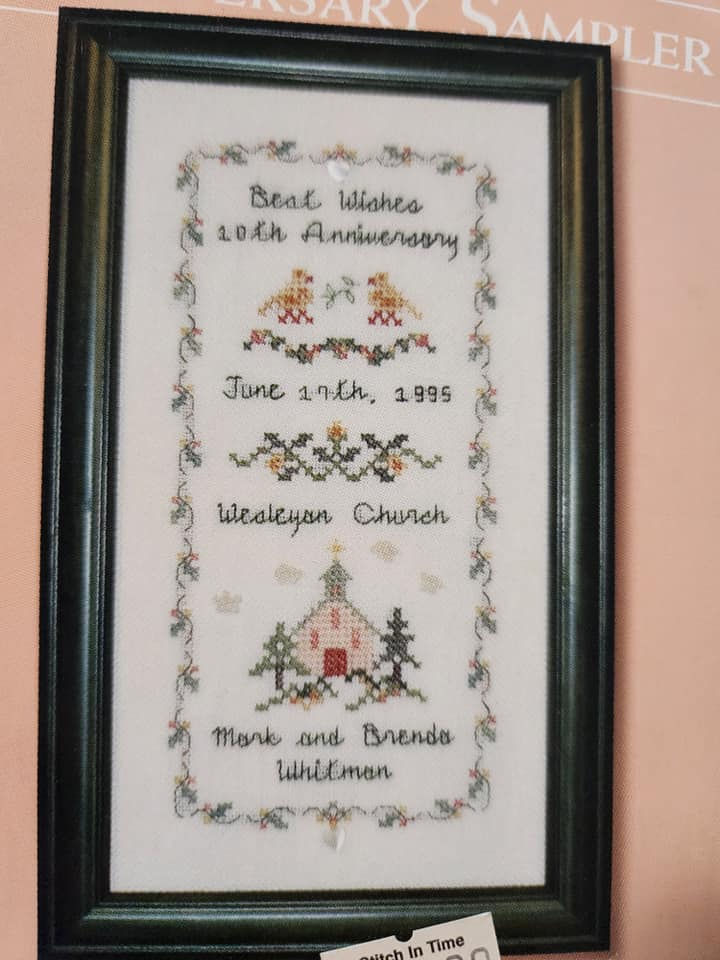 ERSARY SAMPLER
Best Wishes
10th Anniversary
June 17th, 1995
Wesleyan Church
Mark and Brenda
Whitman
Stitch In Time